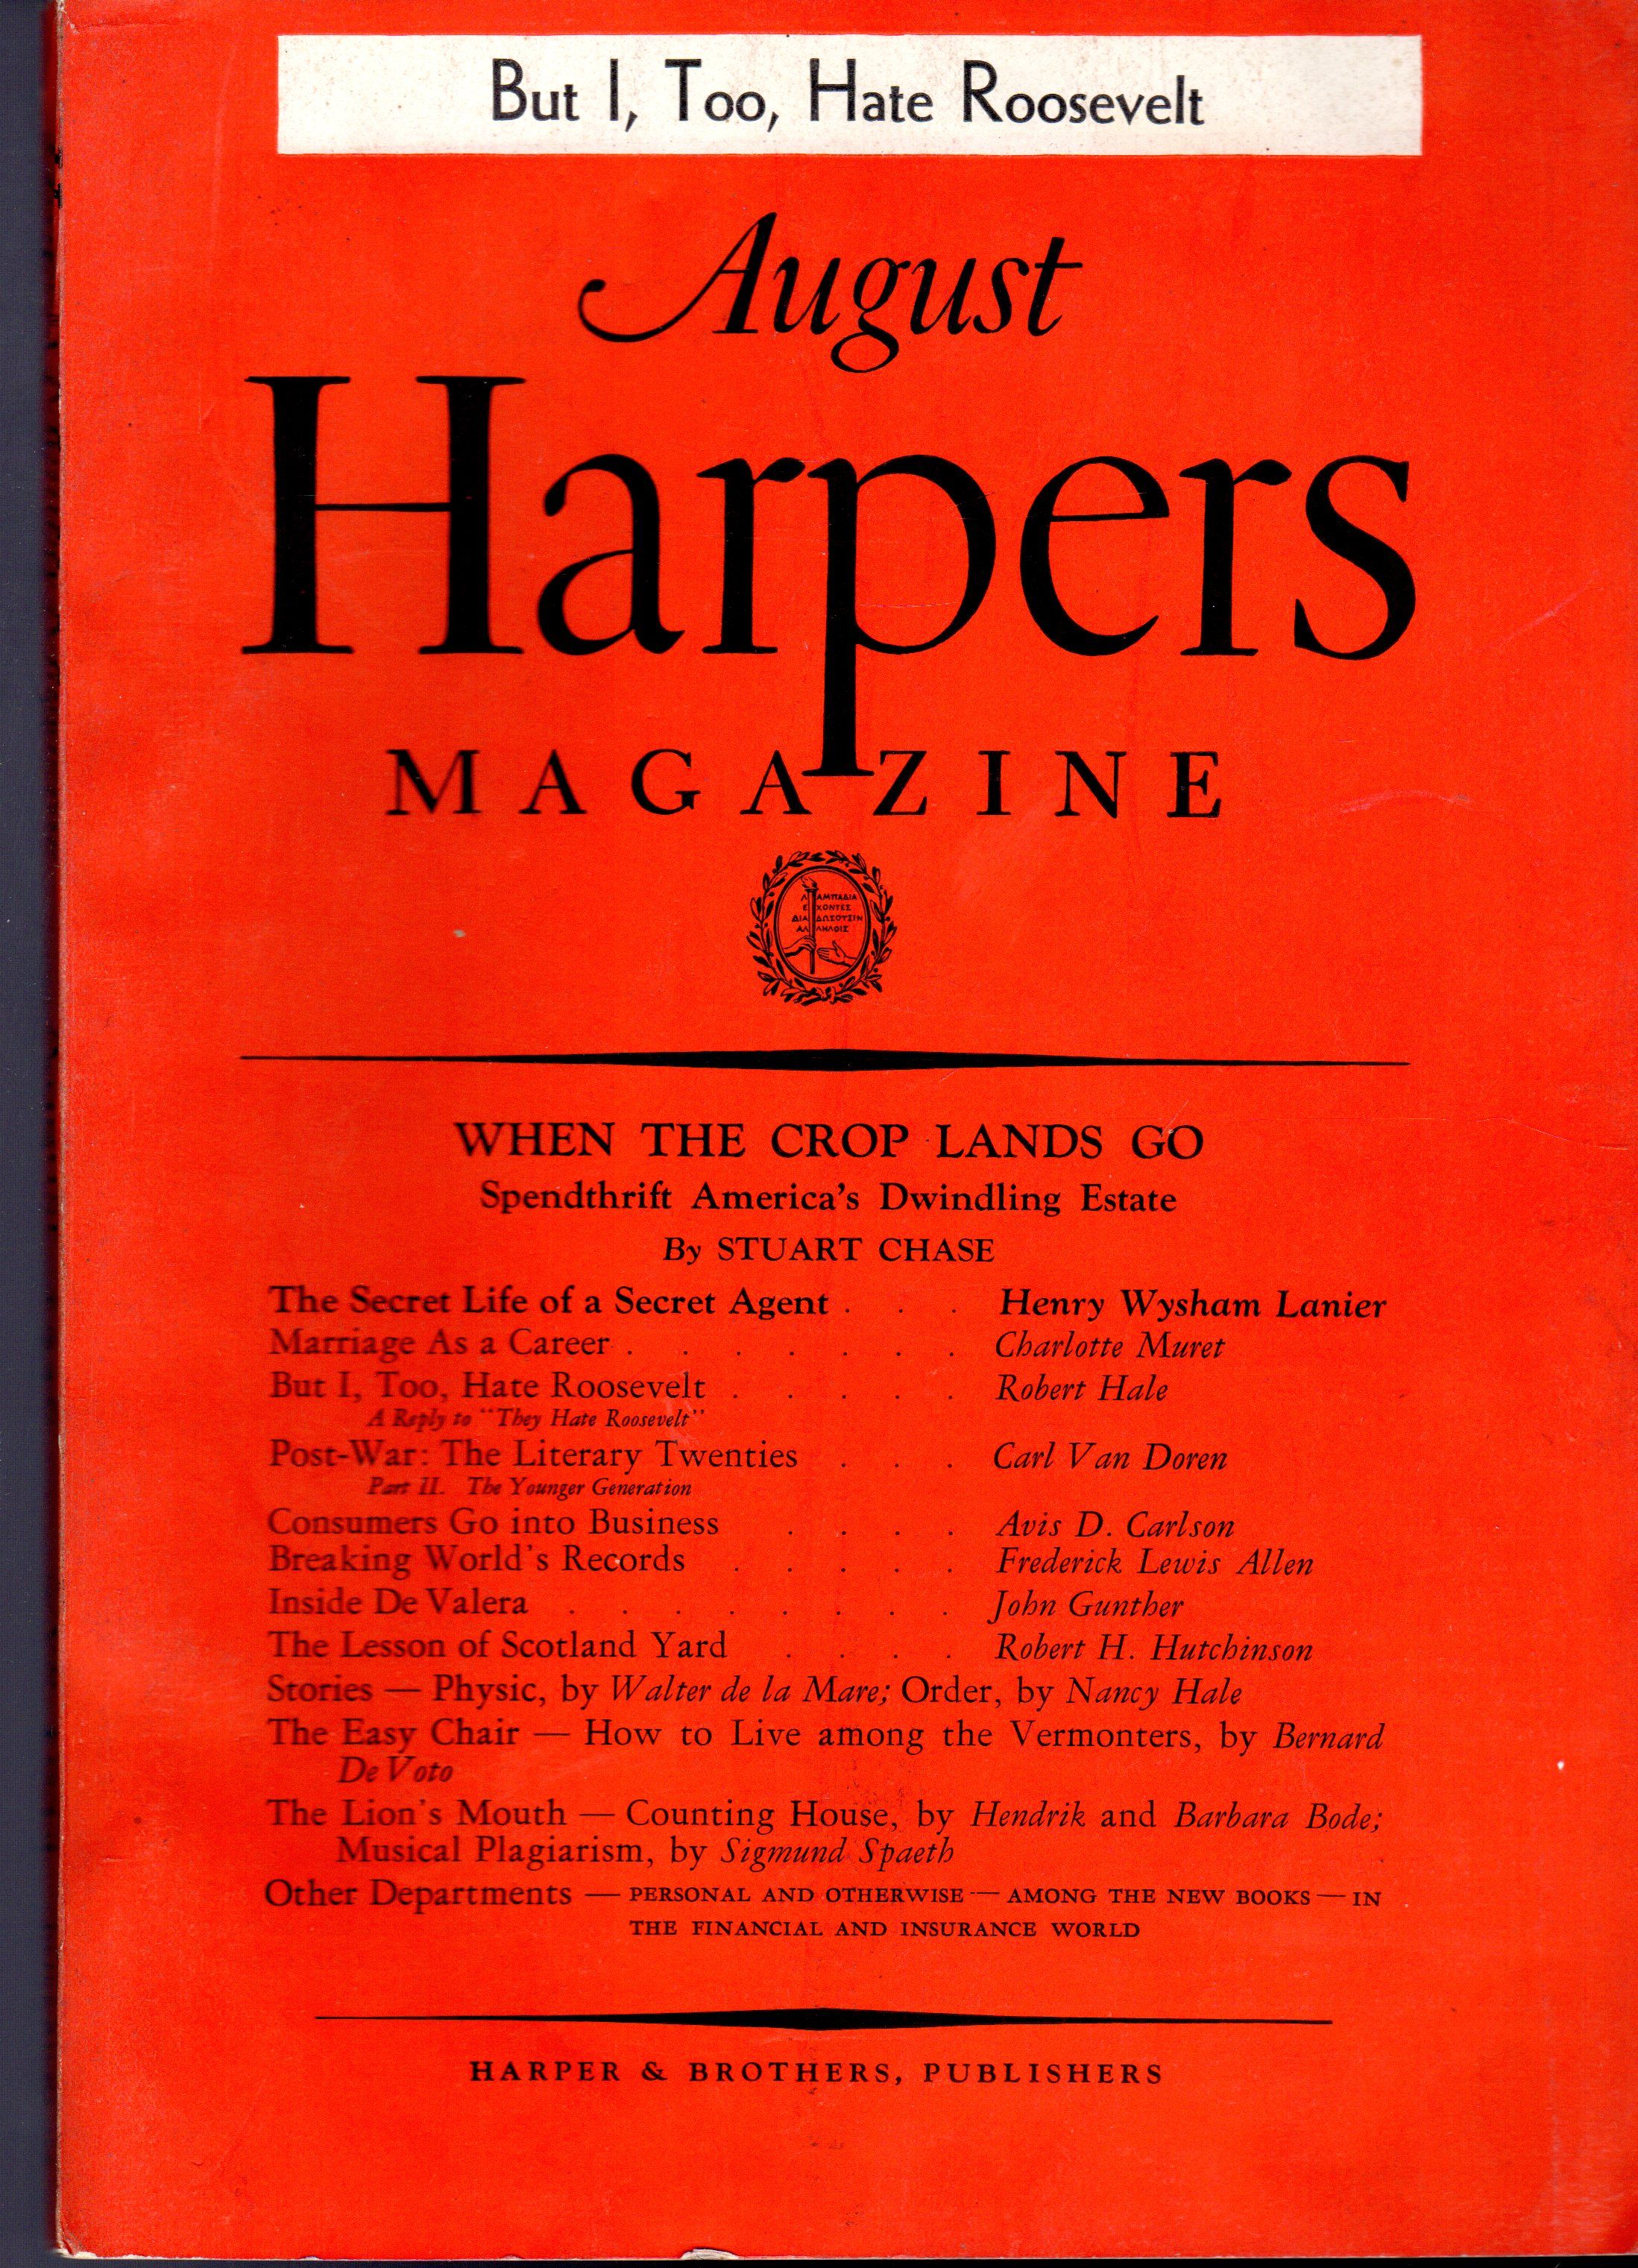 But I, Too, Hate Roosevelt
August
Harpers
MAGAZINE
ΛΑΜΠΑΔΙΑ
ΕΧΟΝΤΕΣ
ΔΙΑΔΩΣΟΥΣΙΝ
ΑΛΛΗΛΟΙΣ
WHEN THE CROP LANDS GO
Spendthrift America's Dwindling Estate
By STUART CHASE
The Secret Life of a Secret Agent . . . Henry Wysham Lanier
Marriage As a Career . . . . . . . Charlotte Muret
But I, Too, Hate Roosevelt . . . . . Robert Hale
A Reply to "They Hate Roosevelt"
Post-War: The Literary Twenties . . . Carl Van Doren
Part II. The Younger Generation
Consumers Go into Business . . . . Avis D. Carlson
Breaking World's Records . . . . . Frederick Lewis Allen
Inside De Valera . . . . . . . . John Gunther
The Lesson of Scotland Yard . . . . Robert H. Hutchinson
Stories — Physic, by Walter de la Mare; Order, by Nancy Hale
The Easy Chair — How to Live among the Vermonters, by Bernard
De Voto
The Lion's Mouth — Counting House, by Hendrik and Barbara Bode;
Musical Plagiarism, by Sigmund Spaeth
Other Departments — PERSONAL AND OTHERWISE — AMONG THE NEW BOOKS — IN
THE FINANCIAL AND INSURANCE WORLD
HARPER & BROTHERS, PUBLISHERS